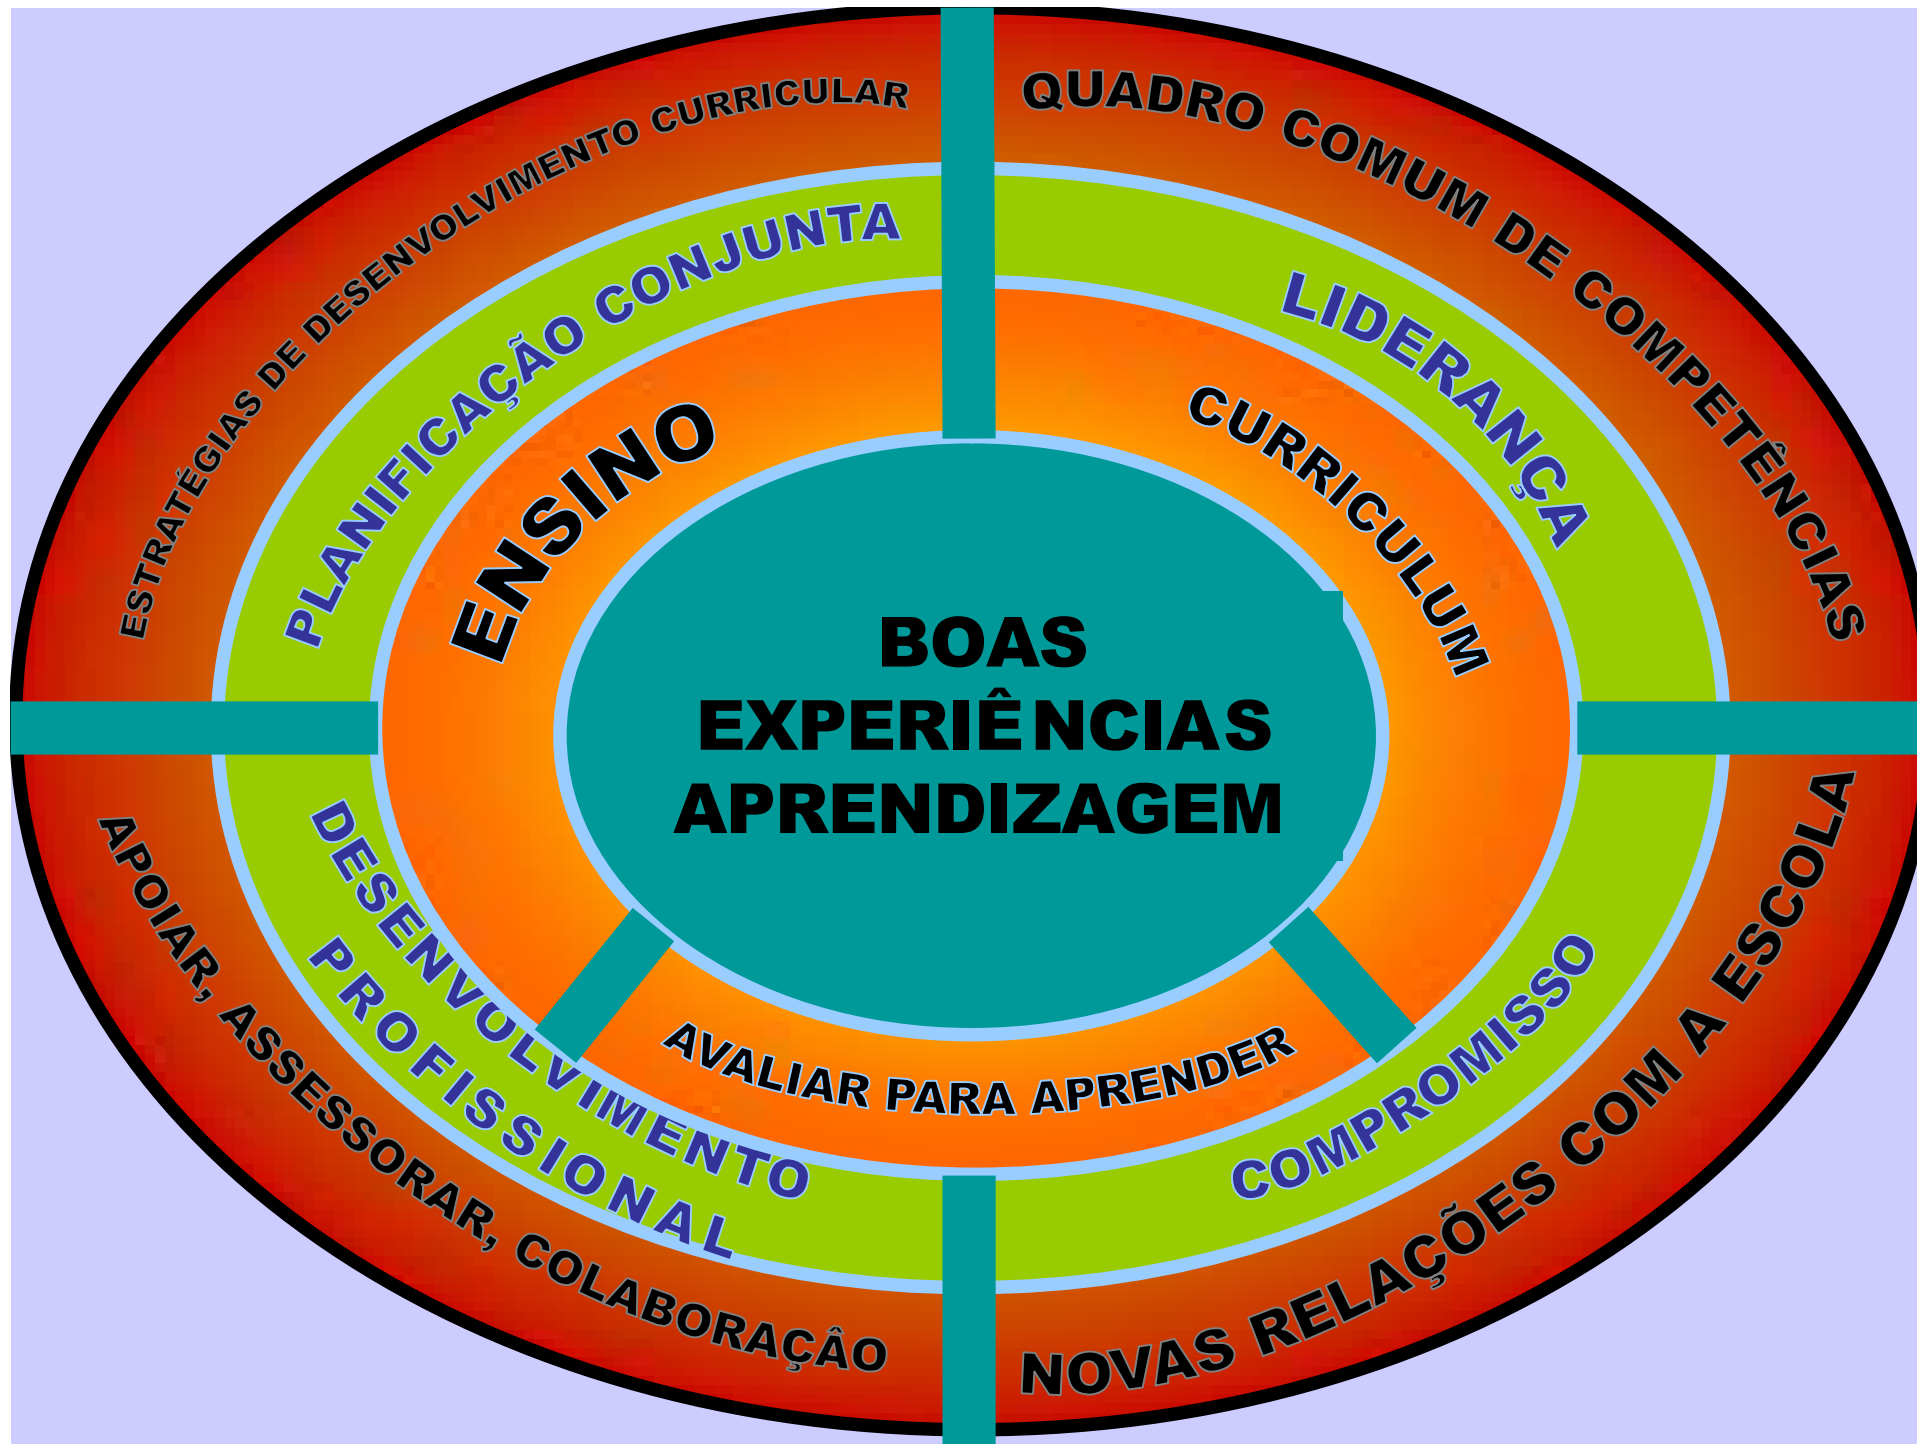 ESTRATÉGIAS DE DESENVOLVIMENTO CURRICULAR
QUADRO COMUM DE COMPETÊNCIAS
PLANIFICAÇÃO CONJUNTA
LIDERANÇA
ENSINO
CURRICULUM
BOAS
EXPERIÊNCIAS
APRENDIZAGEM
AVALIAR PARA APRENDER
DESENVOLVIMENTO
PROFISSIONAL
COMPROMISSO
APOIAR, ASSESSORAR, COLABORAÇÂO
NOVAS RELAÇÕES COM A ESCOLA